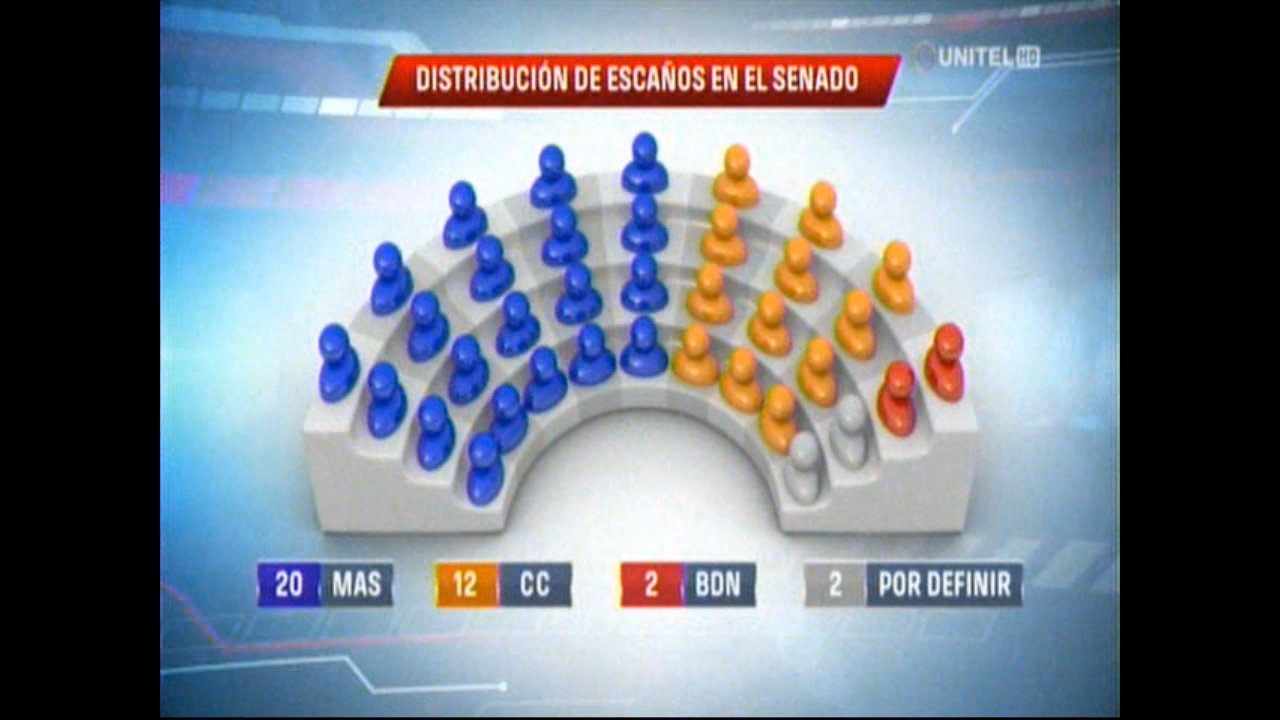 UNITEL HD
DISTRIBUCIÓN DE ESCAÑOS EN EL SENADO
20 MAS
12 CC
2 BDN
2 POR DEFINIR